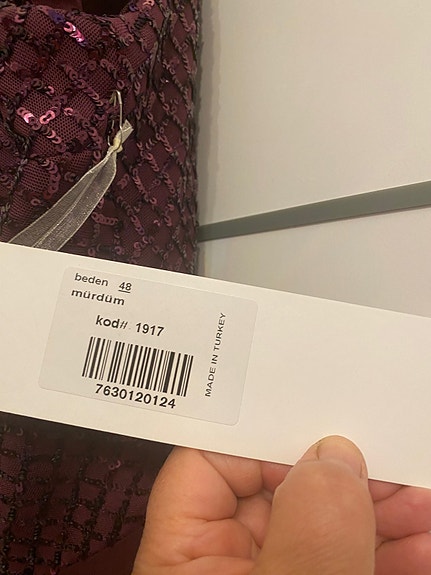 beden 48
mürdüm
kod# 1917
7630120124
MADE IN TURKEY